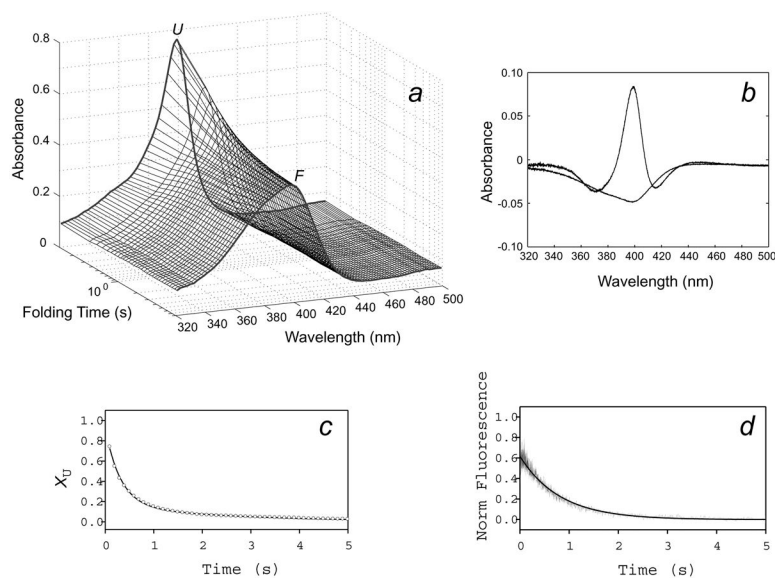 a
U
F
0.8
0.6
0.4
0.2
0
Absorbance
10^0
Folding Time (s)
320 340 360 380 400 420 440 460 480 500
Wavelength (nm)
b
0.10
0.05
0
-0.05
-0.10
Absorbance
320 340 360 380 400 420 440 460 480 500
Wavelength (nm)
c
1.0
0.8
0.6
0.4
0.2
0.0
X_U
0 1 2 3 4 5
Time (s)
d
1.0
0.8
0.6
0.4
0.2
0.0
Norm Fluorescence
0 1 2 3 4 5
Time (s)